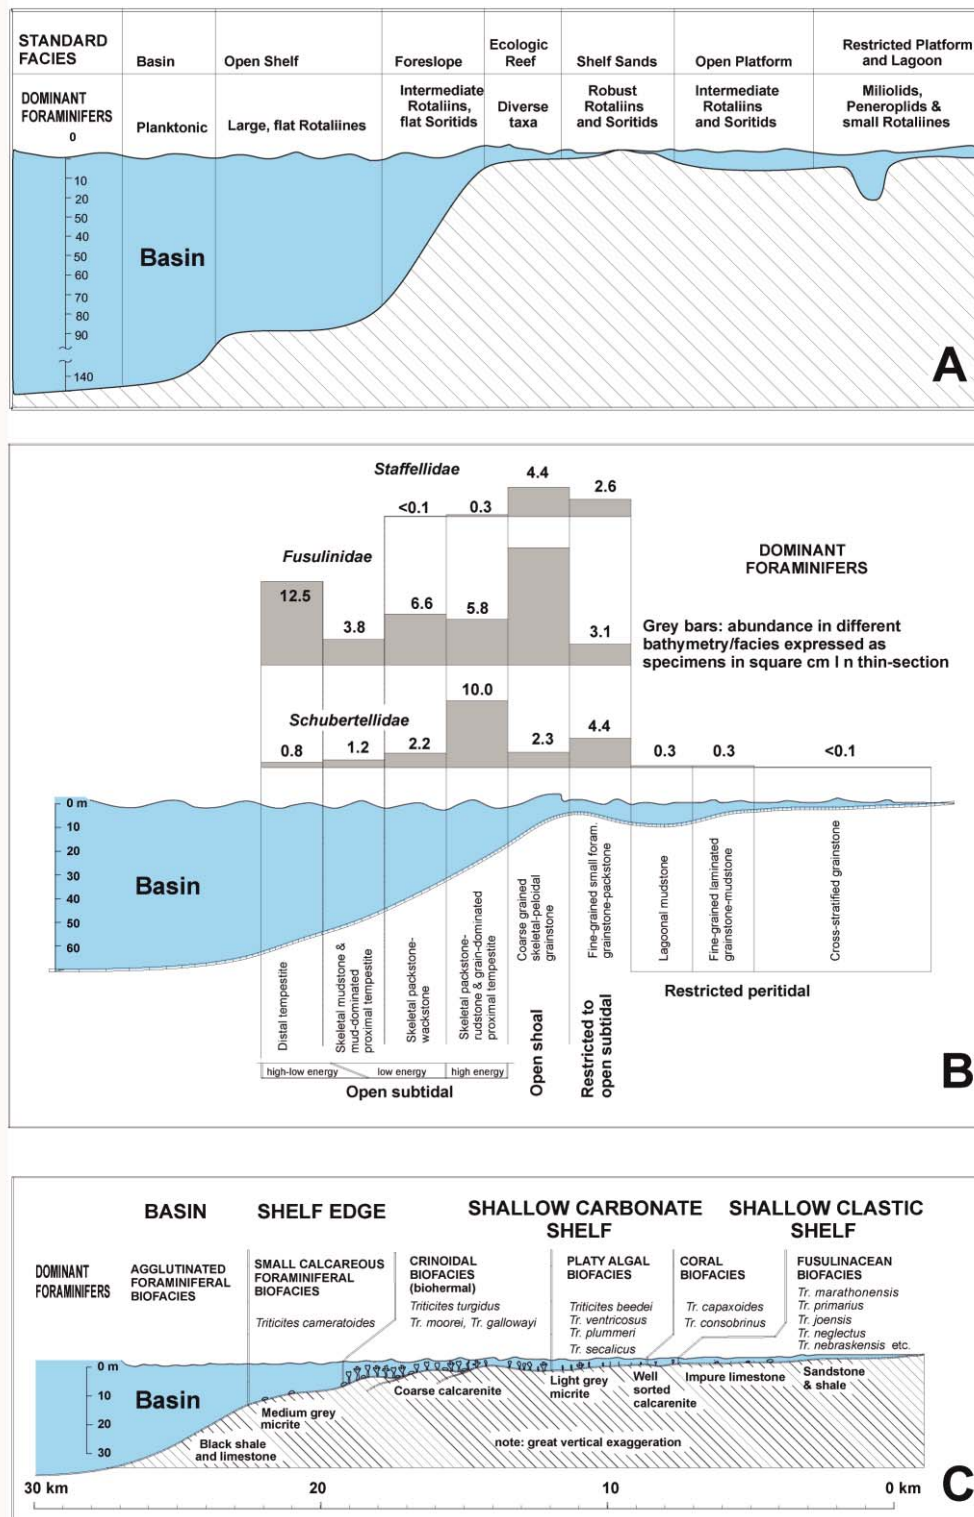 STANDARD
FACIES
Basin
Open Shelf
Foreslope
Ecologic
Reef
Shelf Sands
Open Platform
Restricted Platform
and Lagoon
DOMINANT
FORAMINIFERS
Planktonic
Large, flat Rotaliines
Intermediate
Rotaliins,
flat Soritids
Diverse
taxa
Robust
Rotaliins
and Soritids
Intermediate
Rotaliins
and Soritids
Miliolids,
Peneroplids &
small Rotaliines
0
10
20
50
40
50
60
70
80
90
140
Basin
A
Staffellidae
<0.1
0.3
4.4
2.6
Fusulinidae
12.5
3.8
6.6
5.8
3.1
DOMINANT
FORAMINIFERS
Grey bars: abundance in different
bathymetry/facies expressed as
specimens in square cm I n thin-section
Schubertellidae
0.8
1.2
2.2
10.0
2.3
4.4
0.3
0.3
<0.1
0 m
10
20
30
40
50
60
Basin
Distal tempestite
Skeletal mudstone &
mud-dominated
proximal tempestite
Skeletal packstone-
wackstone
Skeletal packstone-
rudstone & grain-dominated
proximal tempestite
Coarse grained
skeletal-peloidal
grainstone
Fine-grained small foram.
grainstone-packstone
Lagoonal mudstone
Fine-grained laminated
grainstone-mudstone
Cross-stratified grainstone
Restricted peritidal
high-low energy
low energy
high energy
Open subtidal
Open shoal
Restricted to
open subtidal
B
BASIN
SHELF EDGE
SHALLOW CARBONATE
SHELF
SHALLOW CLASTIC
SHELF
DOMINANT
FORAMINIFERS
AGGLUTINATED
FORAMINIFERAL
BIOFACIES
SMALL CALCAREOUS
FORAMINIFERAL
BIOFACIES
Triticites cameratoides
CRINOIDAL
BIOFACIES
(biohermal)
Triticites turgidus
Tr. moorei, Tr. gallowayi
PLATY ALGAL
BIOFACIES
Triticites beedei
Tr. ventricosus
Tr. plummeri
Tr. secalicus
CORAL
BIOFACIES
Tr. capaxoides
Tr. consobrinus
FUSULINACEAN
BIOFACIES
Tr. marathonensis
Tr. primarius
Tr. joensis
Tr. neglectus
Tr. nebraskensis etc.
0 m
10
20
30
Basin
Black shale
and limestone
Medium grey
micrite
Coarse calcarenite
Light grey
micrite
Well
sorted
calcarenite
Impure limestone
Sandstone
& shale
note: great vertical exaggeration
30 km
20
10
0 km
C